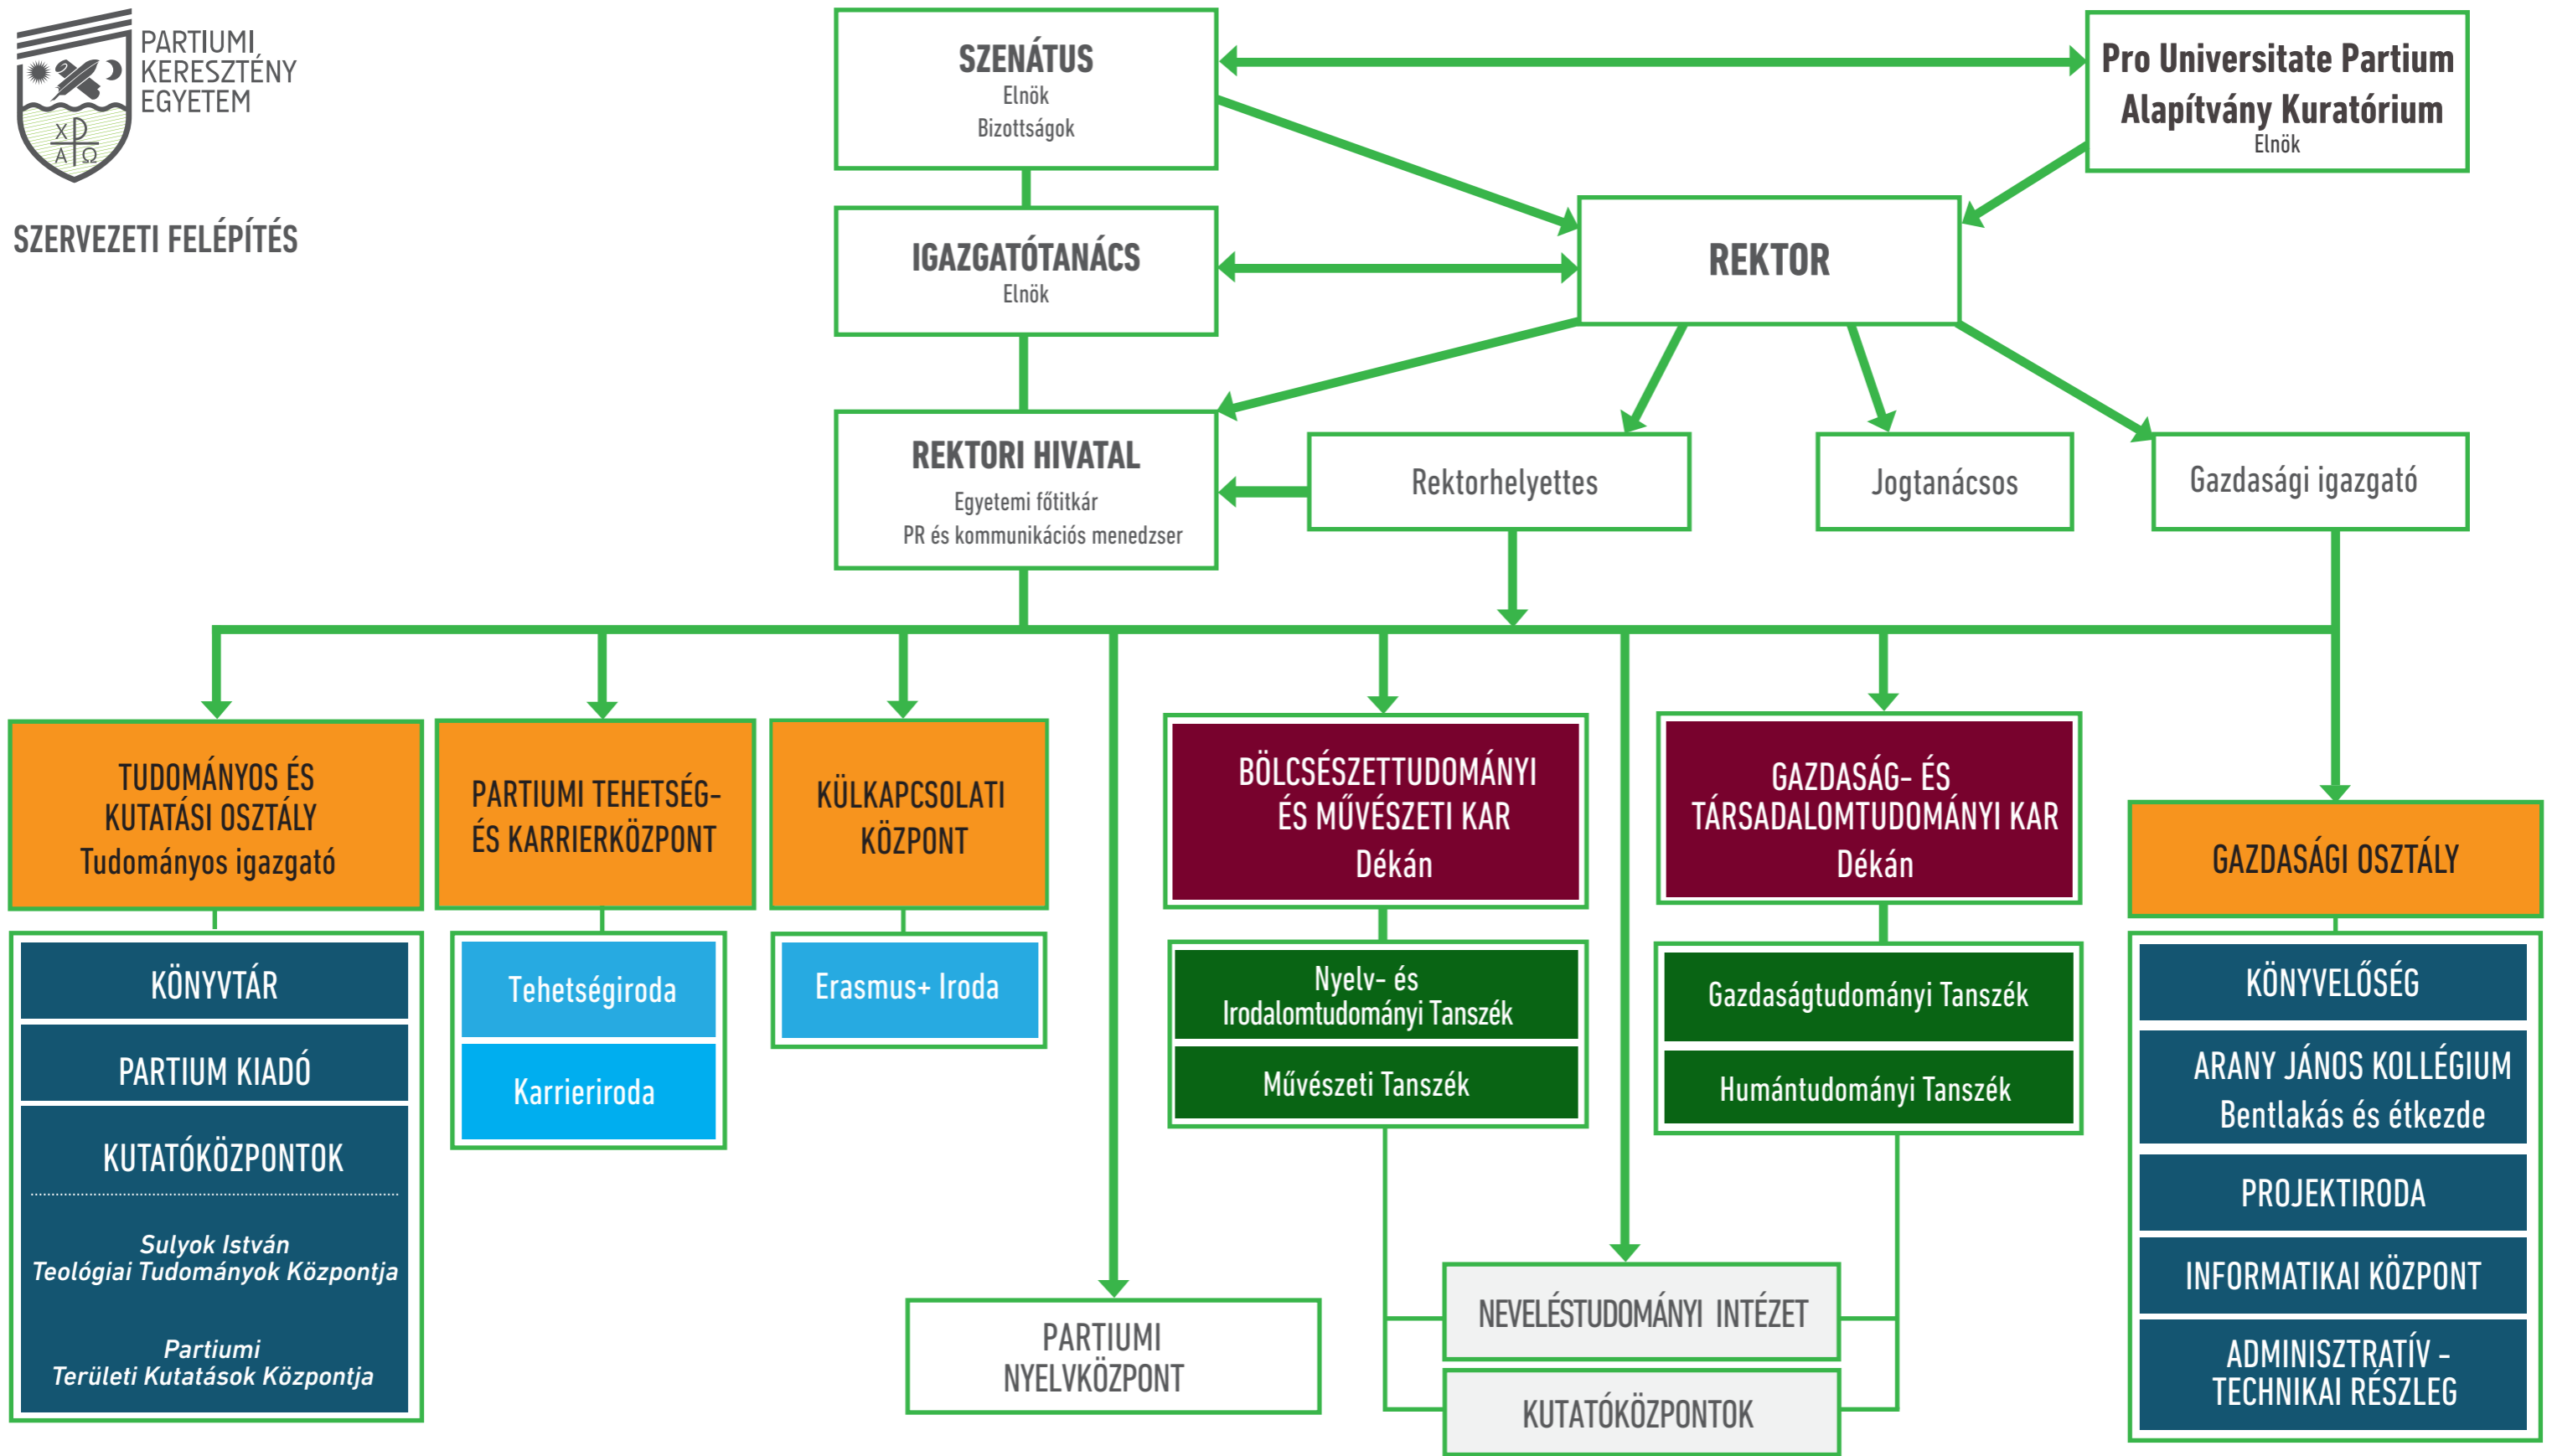 PARTIUMI
KERESZTÉNY
EGYETEM
X P
A Ω
SZERVEZETI FELÉPÍTÉS
SZENÁTUS
Elnök
Bizottságok
Pro Universitate Partium
Alapítvány Kuratórium
Elnök
IGAZGATÓTANÁCS
Elnök
REKTOR
REKTORI HIVATAL
Egyetemi főtitkár
PR és kommunikációs menedzser
Rektorhelyettes
Jogtanácsos
Gazdasági igazgató
TUDOMÁNYOS ÉS
KUTATÁSI OSZTÁLY
Tudományos igazgató
KÖNYVTÁR
PARTIUM KIADÓ
KUTATÓKÖZPONTOK
Sulyok István
Teológiai Tudományok Központja
Partiumi
Területi Kutatások Központja
PARTIUMI TEHETSÉG-
ÉS KARRIERKÖZPONT
Tehetségiroda
Karrieriroda
KÜLKAPCSOLATI
KÖZPONT
Erasmus+ Iroda
PARTIUMI
NYELVKÖZPONT
BÖLCSÉSZETTUDOMÁNYI
ÉS MŰVÉSZETI KAR
Dékán
Nyelv- és
Irodalomtudományi Tanszék
Művészeti Tanszék
GAZDASÁG- ÉS
TÁRSADALOMTUDOMÁNYI KAR
Dékán
Gazdaságtudományi Tanszék
Humántudományi Tanszék
NEVELÉSTUDOMÁNYI INTÉZET
KUTATÓKÖZPONTOK
GAZDASÁGI OSZTÁLY
KÖNYVELŐSÉG
ARANY JÁNOS KOLLÉGIUM
Bentlakás és étkezde
PROJEKTIRODA
INFORMATIKAI KÖZPONT
ADMINISZTRATÍV -
TECHNIKAI RÉSZLEG